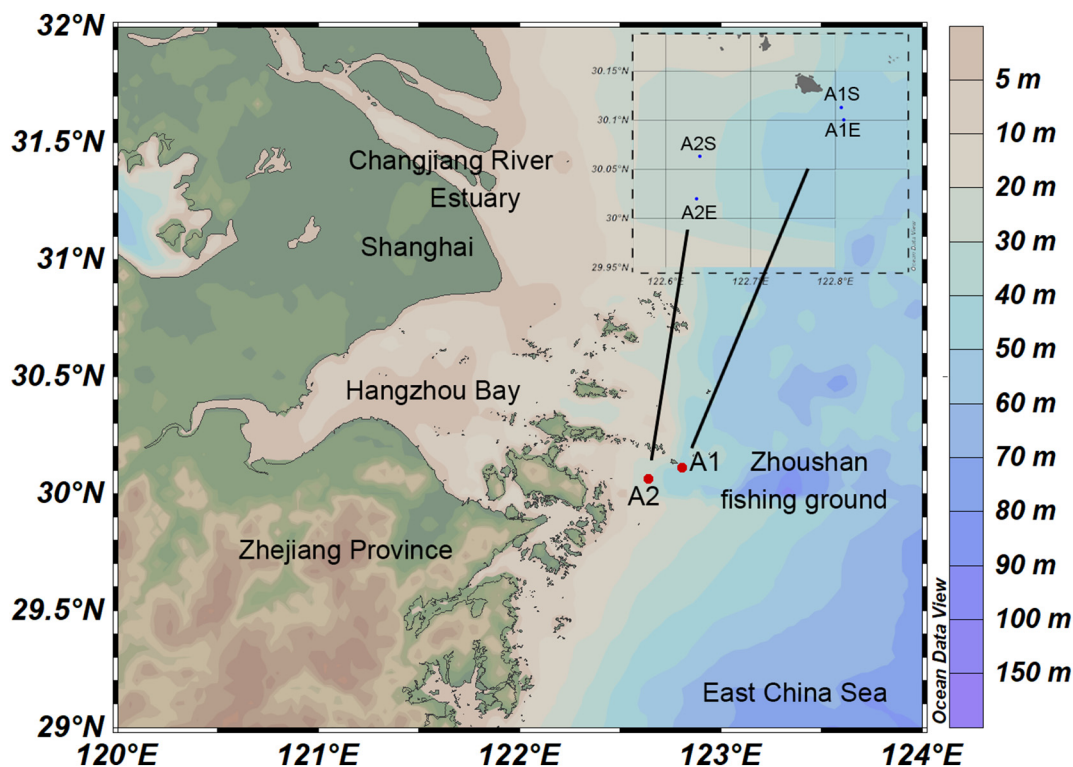 32°N
31.5°N
31°N
30.5°N
30°N
29.5°N
29°N
120°E
121°E
122°E
123°E
124°E
Changjiang River
Estuary
Shanghai
Hangzhou Bay
Zhejiang Province
A1
A2
Zhoushan
fishing ground
East China Sea
30.15°N
30.1°N
30.05°N
30°N
29.95°N
122.6°E
122.7°E
122.8°E
A1S
A1E
A2S
A2E
Ocean Data View
5 m
10 m
20 m
30 m
40 m
50 m
60 m
70 m
80 m
90 m
100 m
150 m
Ocean Data View